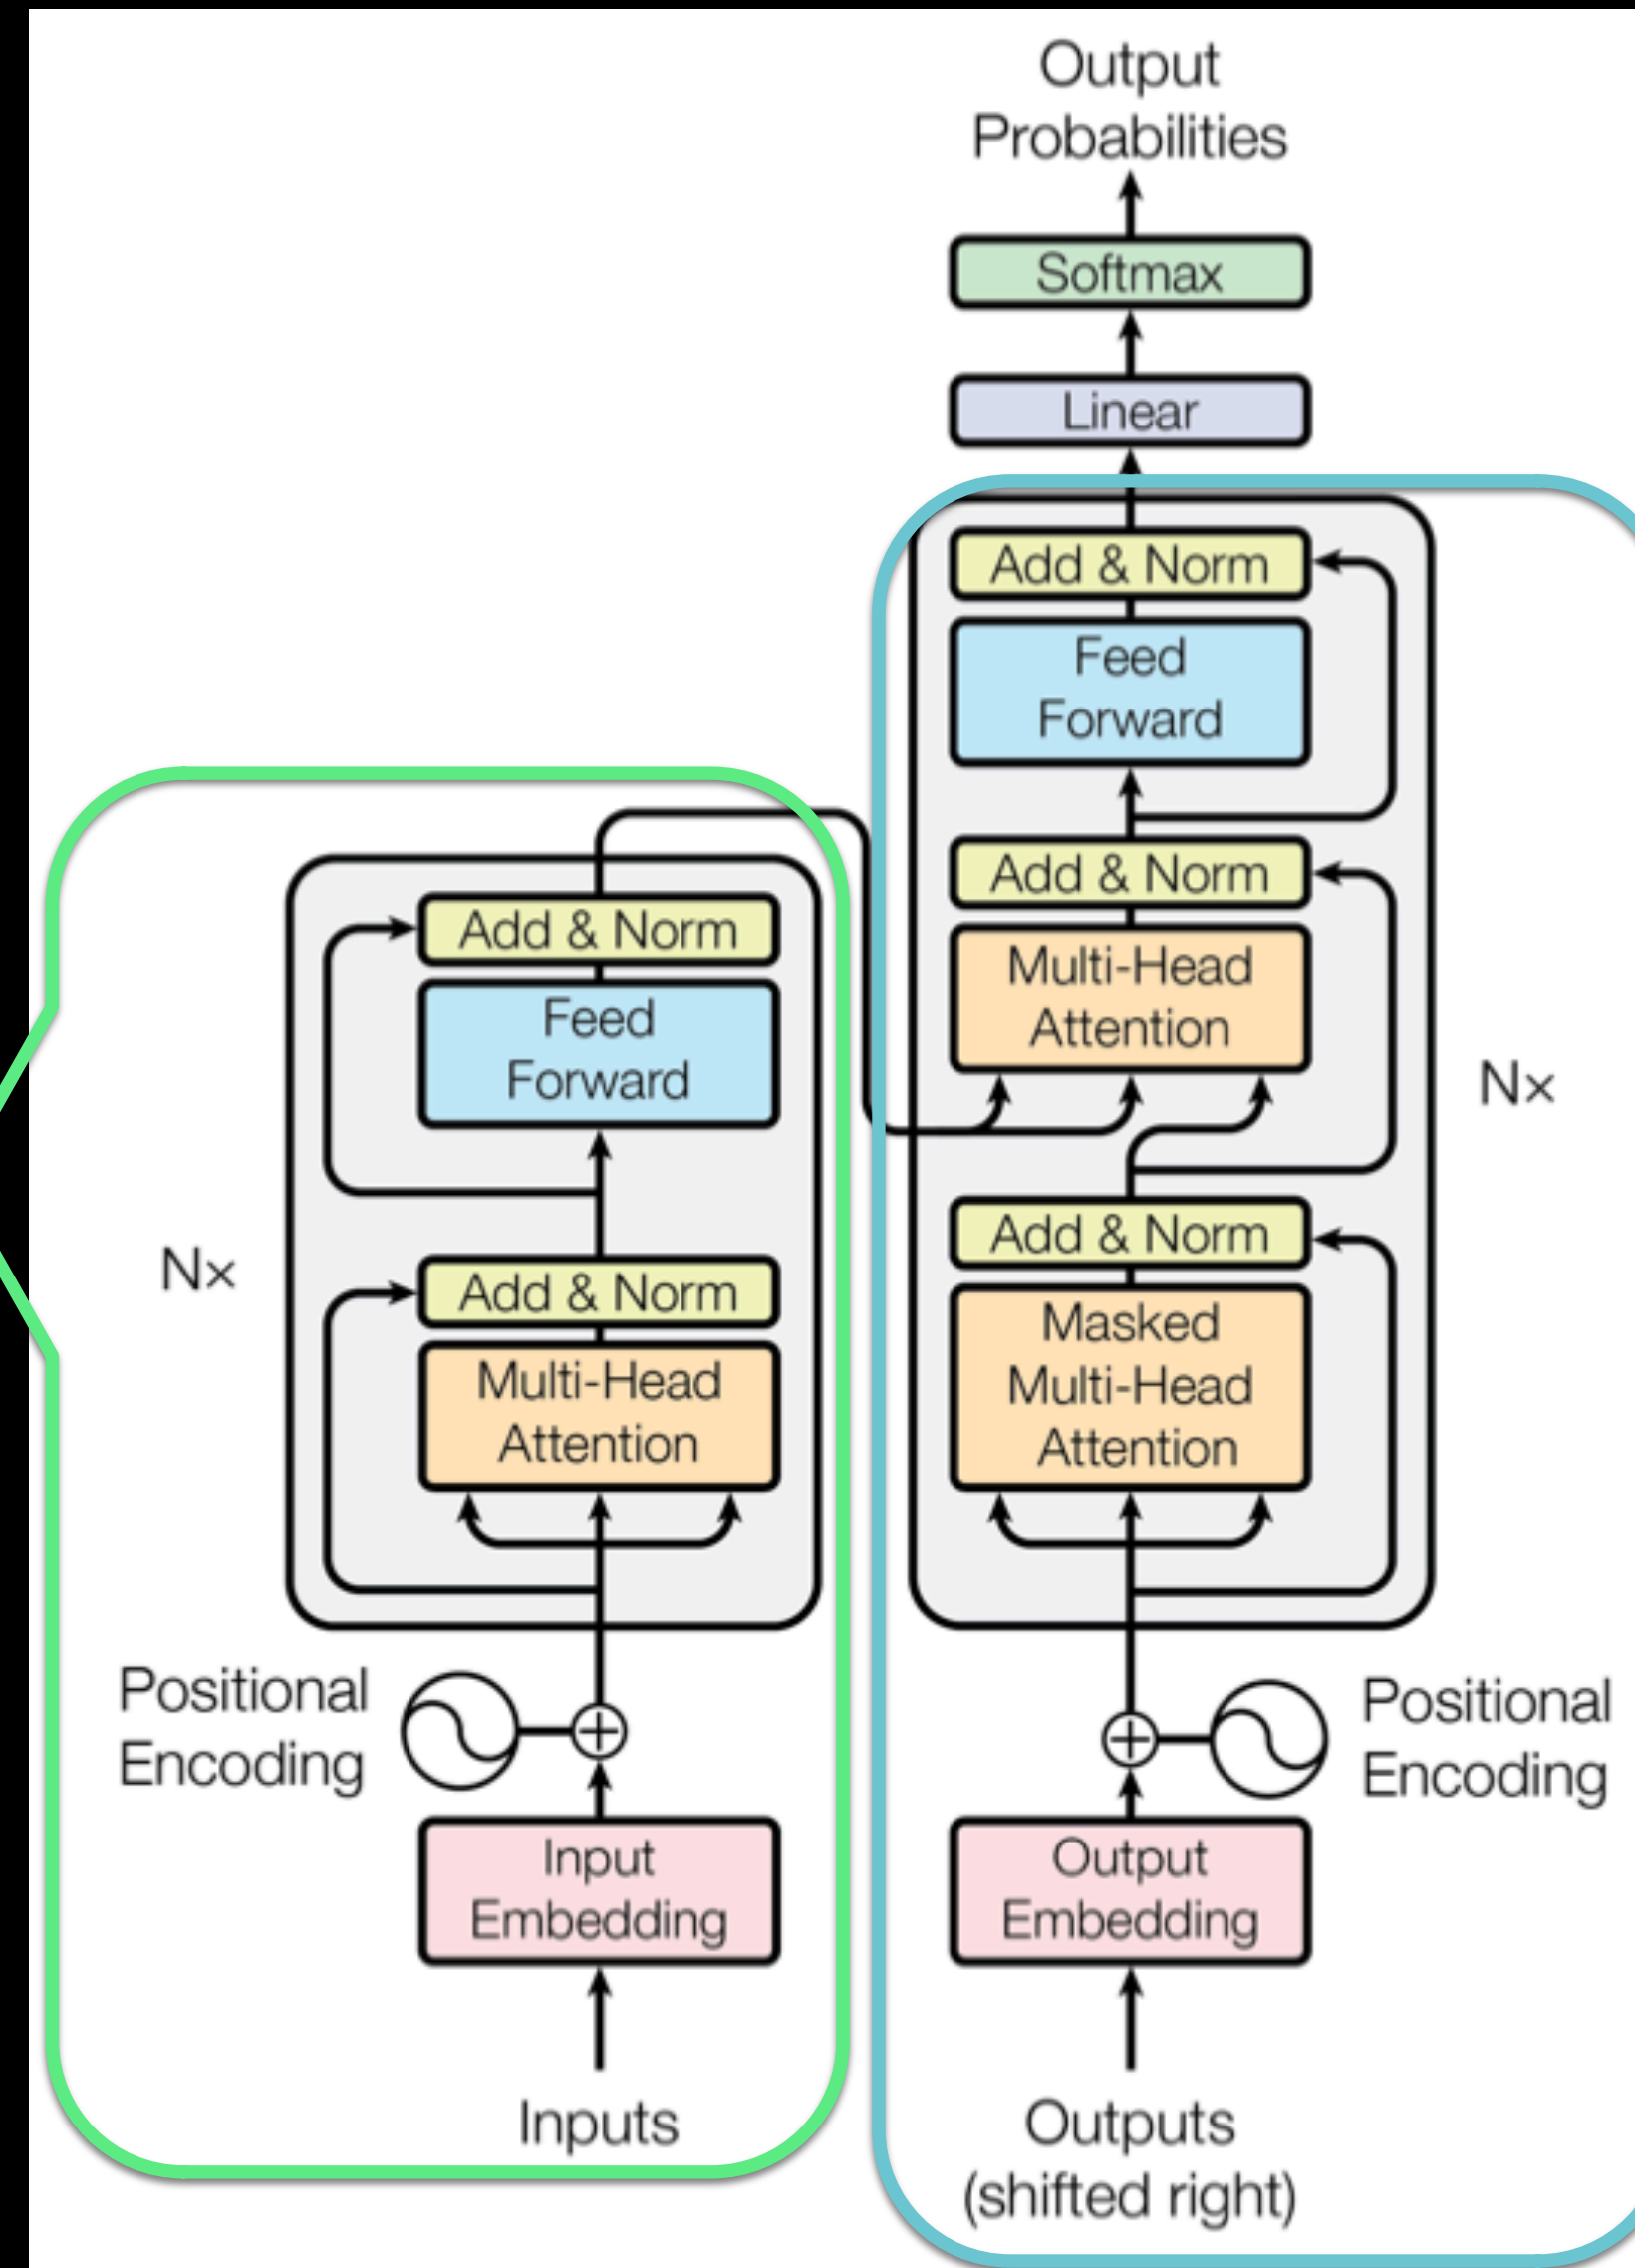 Output
Probabilities
Softmax
Linear
Add & Norm
Feed
Forward
Add & Norm
Multi-Head
Attention
Nx
Add & Norm
Masked
Multi-Head
Attention
Positional
Encoding
Output
Embedding
Outputs
(shifted right)
Add & Norm
Feed
Forward
Nx
Add & Norm
Multi-Head
Attention
Positional
Encoding
Input
Embedding
Inputs